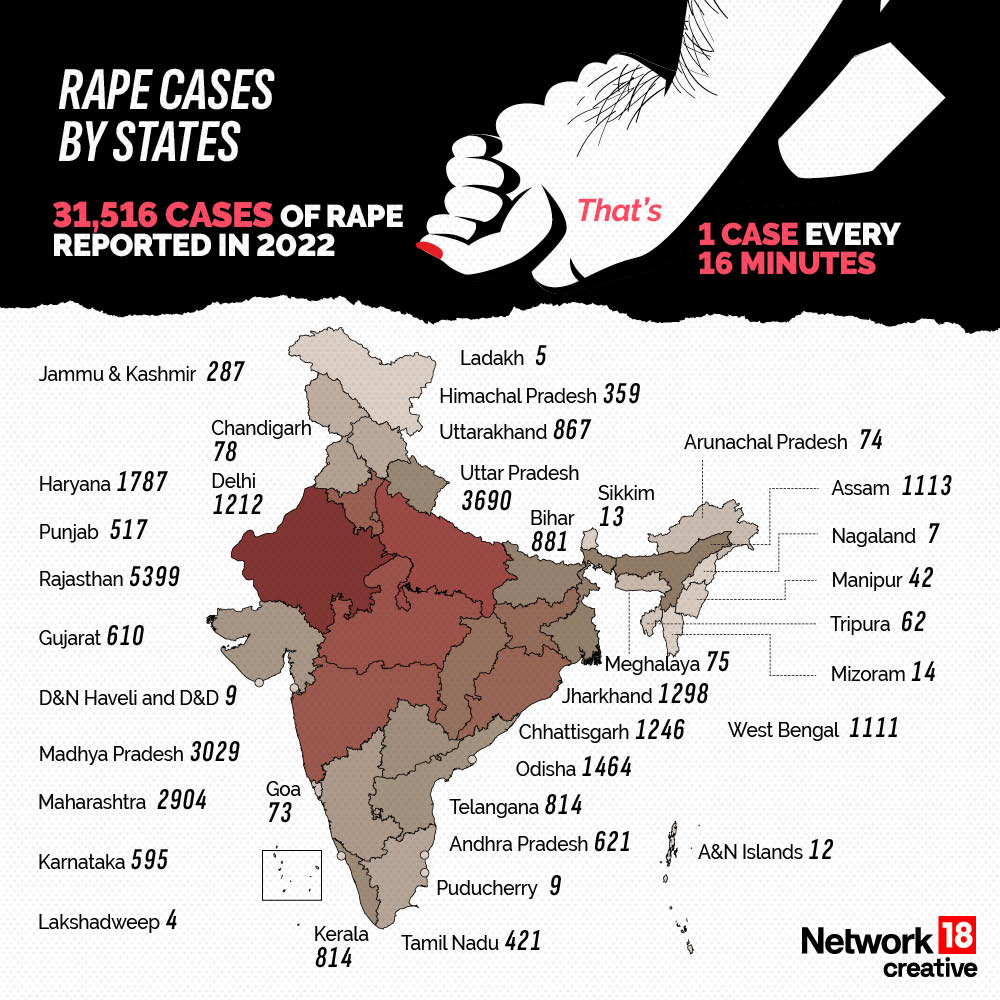 RAPE CASES
BY STATES
31,516 CASES OF RAPE
REPORTED IN 2022
That's
1 CASE EVERY
16 MINUTES
Jammu & Kashmir 287
Ladakh 5
Himachal Pradesh 359
Chandigarh
78
Uttarakhand 867
Arunachal Pradesh 74
Haryana 1787
Delhi
1212
Uttar Pradesh
3690
Sikkim
13
Assam 1113
Punjab 517
Bihar
881
Nagaland 7
Rajasthan 5399
Manipur 42
Gujarat 610
Tripura 62
Meghalaya 75
Mizoram 14
D&N Haveli and D&D 9
Jharkhand 1298
Chhattisgarh 1246
West Bengal 1111
Madhya Pradesh 3029
Odisha 1464
Maharashtra 2904
Goa
73
Telangana 814
Andhra Pradesh 621
A&N Islands 12
Karnataka 595
Puducherry 9
Lakshadweep 4
Kerala
814
Tamil Nadu 421
Network 18
creative